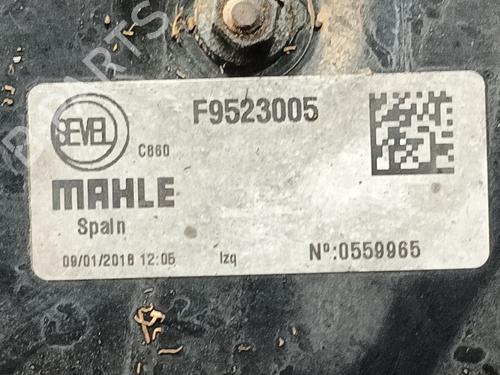 SEVEL
C860
F9523005
MAHLE
Spain
09/01/2018 12:05
Izq
Nº:0559965